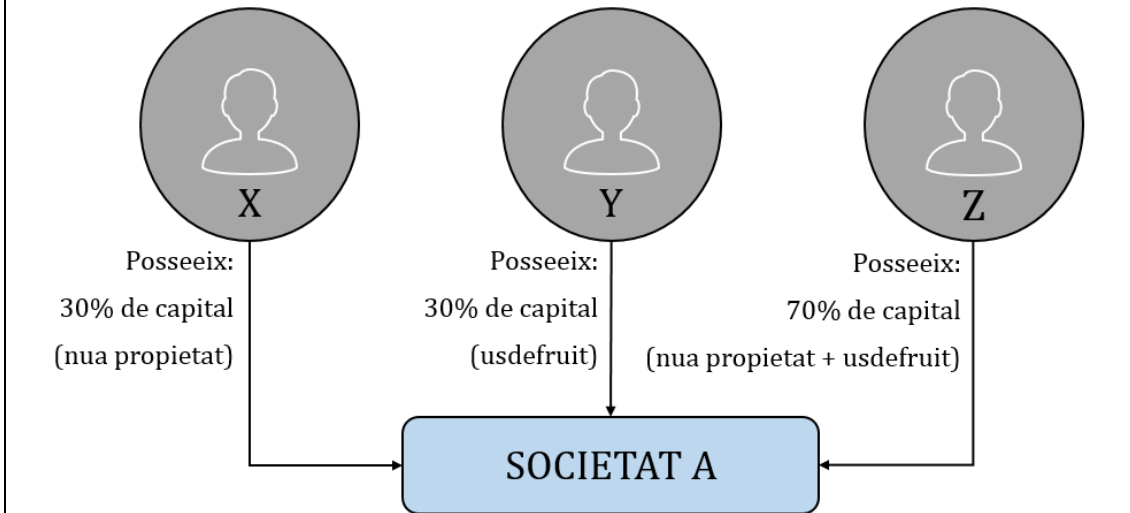 X
Posseeix:
30% de capital
(nua propietat)
Y
Posseeix:
30% de capital
(usdefruit)
Z
Posseeix:
70% de capital
(nua propietat + usdefruit)
SOCIETAT A